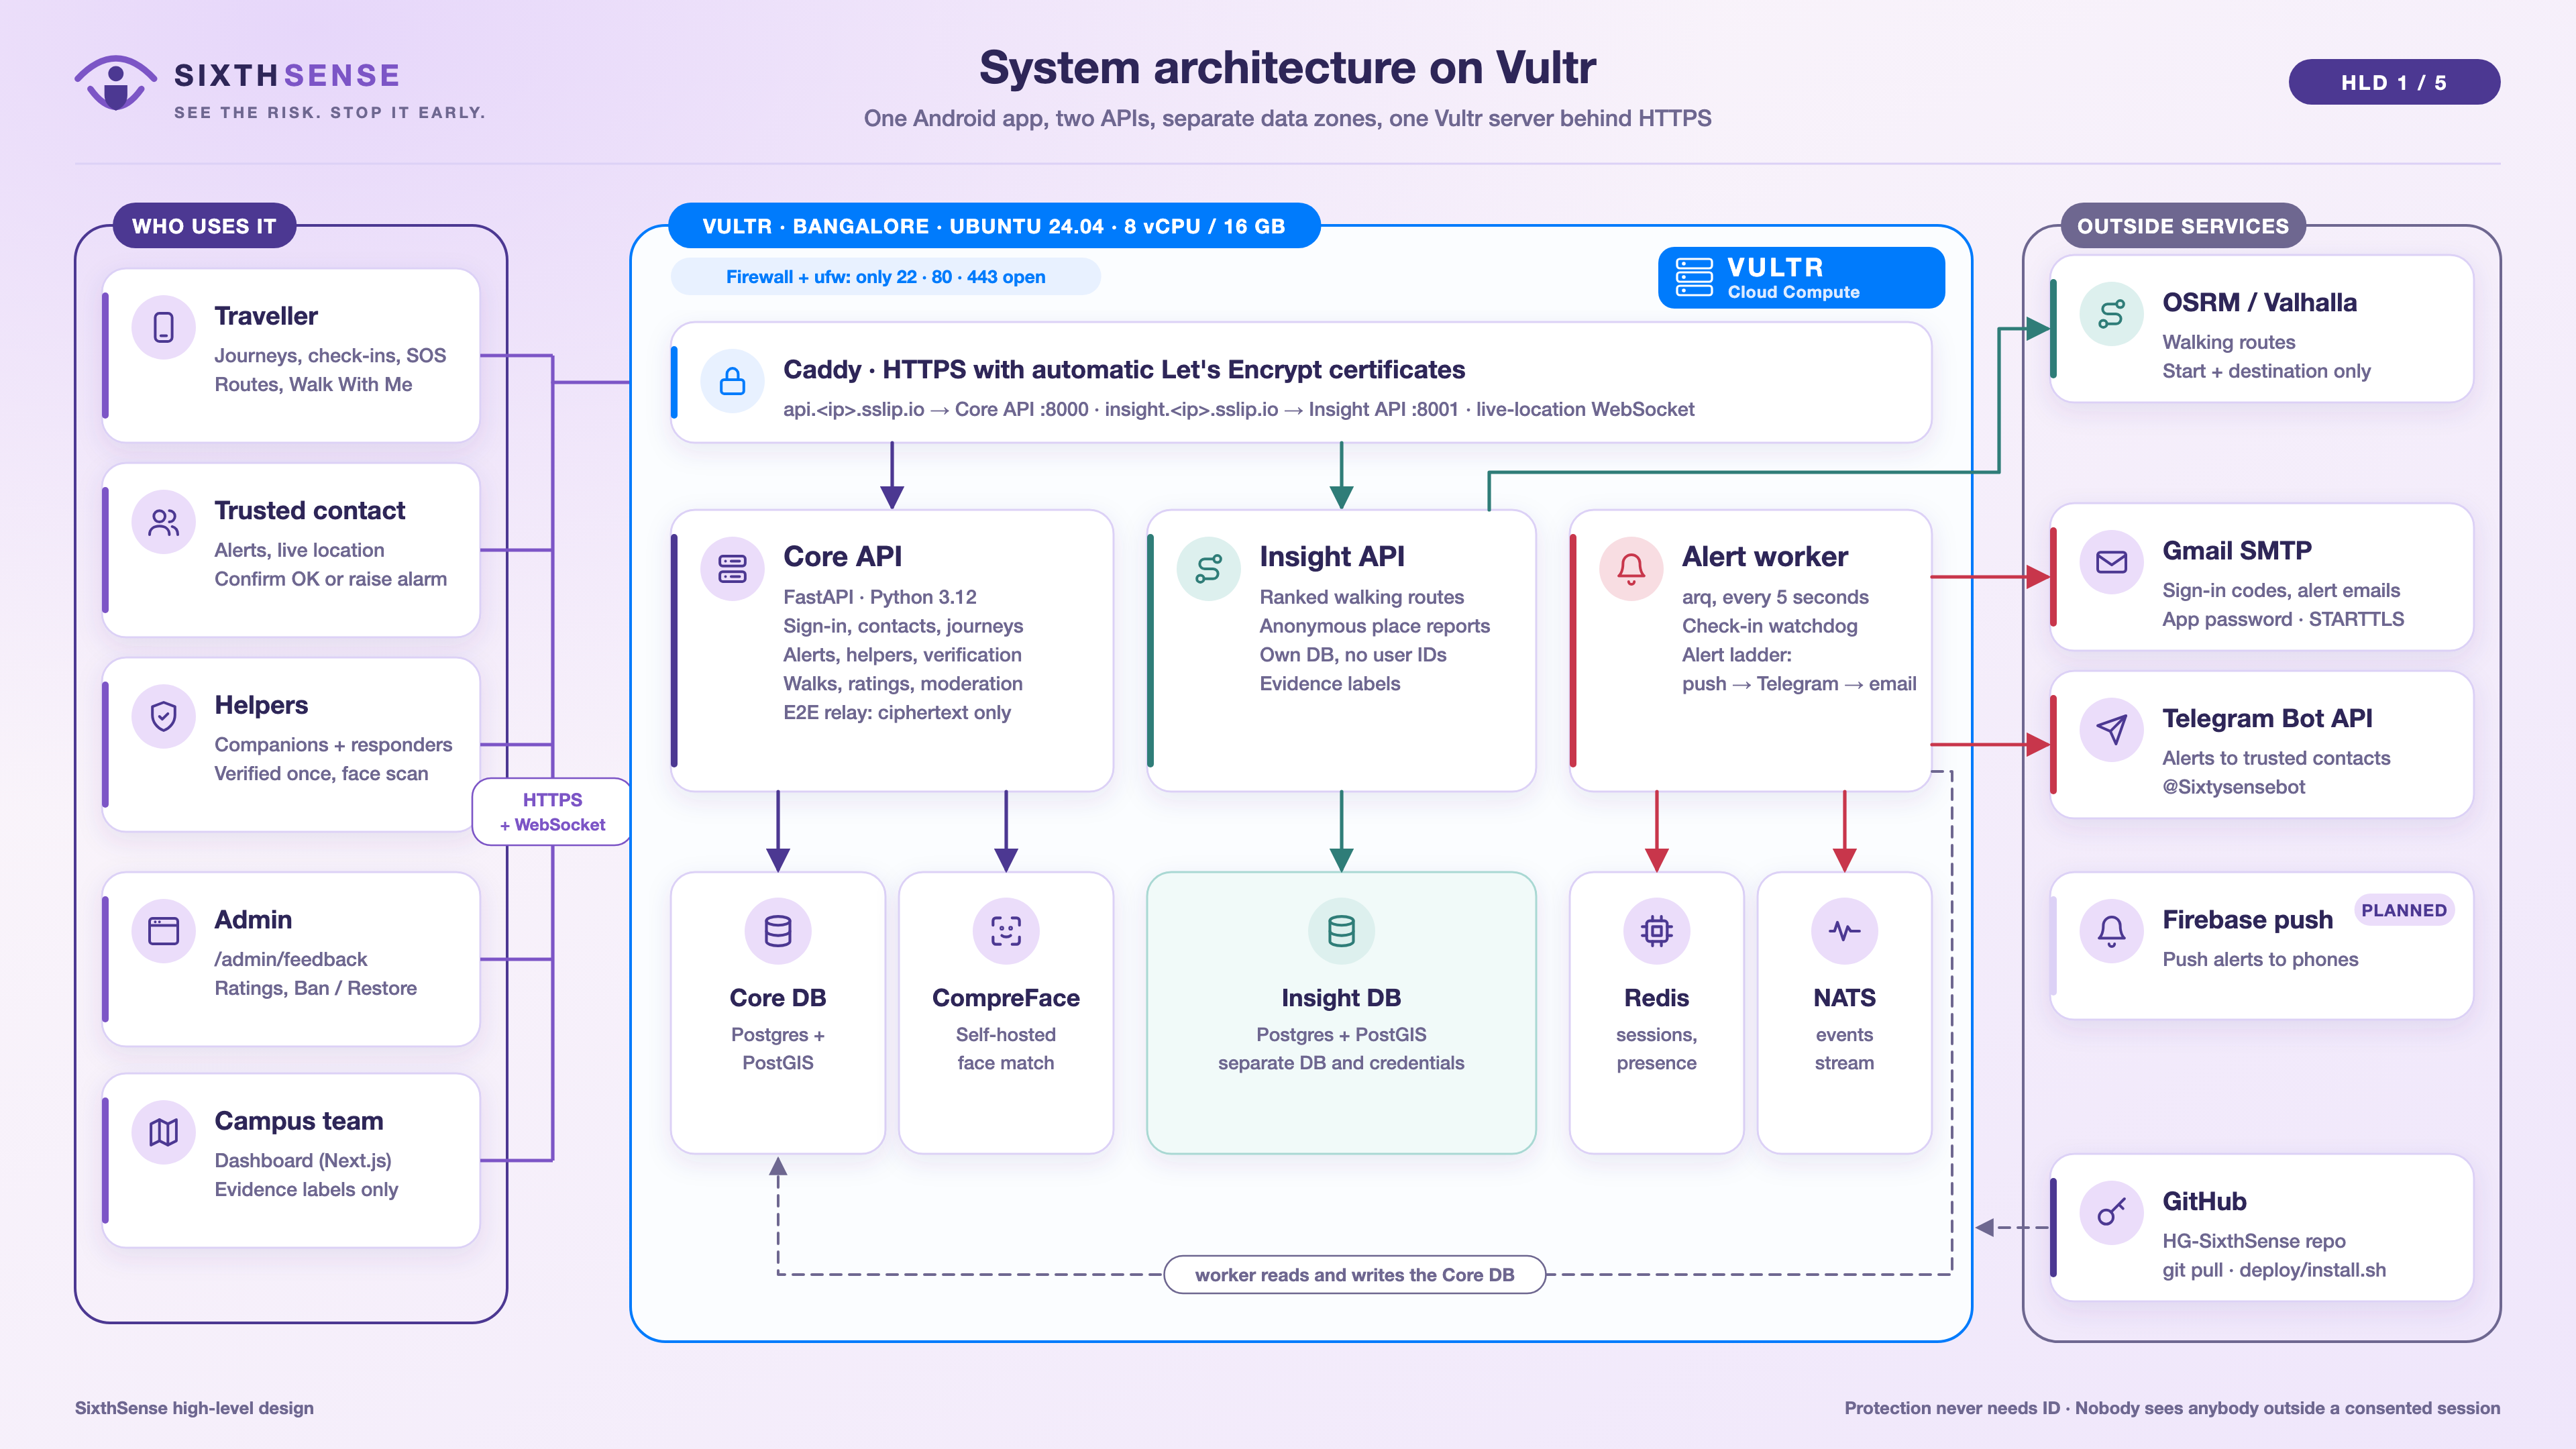 SIXTHSENSE
SEE THE RISK. STOP IT EARLY.
System architecture on Vultr
One Android app, two APIs, separate data zones, one Vultr server behind HTTPS
HLD 1 / 5
WHO USES IT
Traveller
Journeys, check-ins, SOS
Routes, Walk With Me
Trusted contact
Alerts, live location
Confirm OK or raise alarm
Helpers
Companions + responders
Verified once, face scan
Admin
/admin/feedback
Ratings, Ban / Restore
Campus team
Dashboard (Next.js)
Evidence labels only
HTTPS
+ WebSocket
VULTR · BANGALORE · UBUNTU 24.04 · 8 vCPU / 16 GB
Firewall + ufw: only 22 · 80 · 443 open
VULTR
Cloud Compute
Caddy · HTTPS with automatic Let's Encrypt certificates
api.<ip>.sslip.io → Core API :8000 · insight.<ip>.sslip.io → Insight API :8001 · live-location WebSocket
Core API
FastAPI · Python 3.12
Sign-in, contacts, journeys
Alerts, helpers, verification
Walks, ratings, moderation
E2E relay: ciphertext only
Insight API
Ranked walking routes
Anonymous place reports
Own DB, no user IDs
Evidence labels
Alert worker
arq, every 5 seconds
Check-in watchdog
Alert ladder:
push → Telegram → email
Core DB
Postgres +
PostGIS
CompreFace
Self-hosted
face match
Insight DB
Postgres + PostGIS
separate DB and credentials
Redis
sessions,
presence
NATS
events
stream
worker reads and writes the Core DB
OUTSIDE SERVICES
OSRM / Valhalla
Walking routes
Start + destination only
Gmail SMTP
Sign-in codes, alert emails
App password · STARTTLS
Telegram Bot API
Alerts to trusted contacts
@Sixtysensebot
Firebase push
PLANNED
Push alerts to phones
GitHub
HG-SixthSense repo
git pull · deploy/install.sh
SixthSense high-level design
Protection never needs ID · Nobody sees anybody outside a consented session